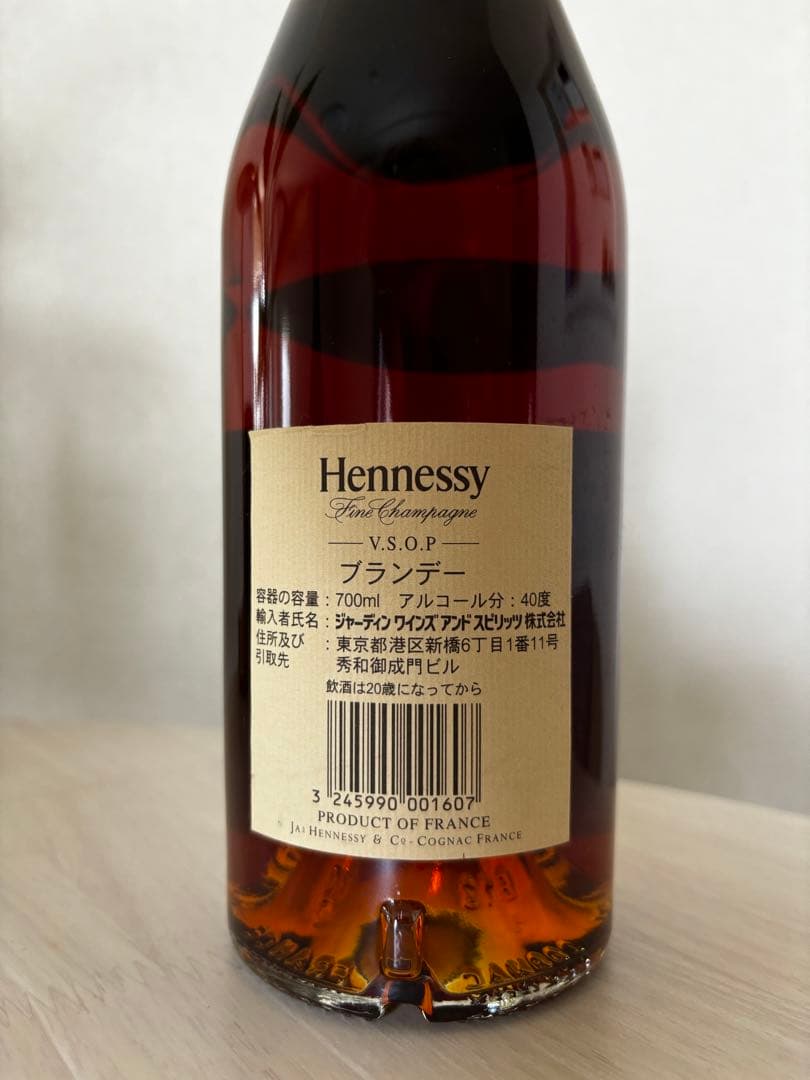 Hennessy
Fine Champagne
V.S.O.P
ブランデー
容器の容量：700ml アルコール分：40度
輸入者氏名：ジャーディン ワインズ アンド スピリッツ 株式会社
住所及び引取先：東京都港区新橋6丁目1番11号
秀和御成門ビル
飲酒は20歳になってから
3 245990 001607
PRODUCT OF FRANCE
JAS HENNESSY & Co - COGNAC FRANCE